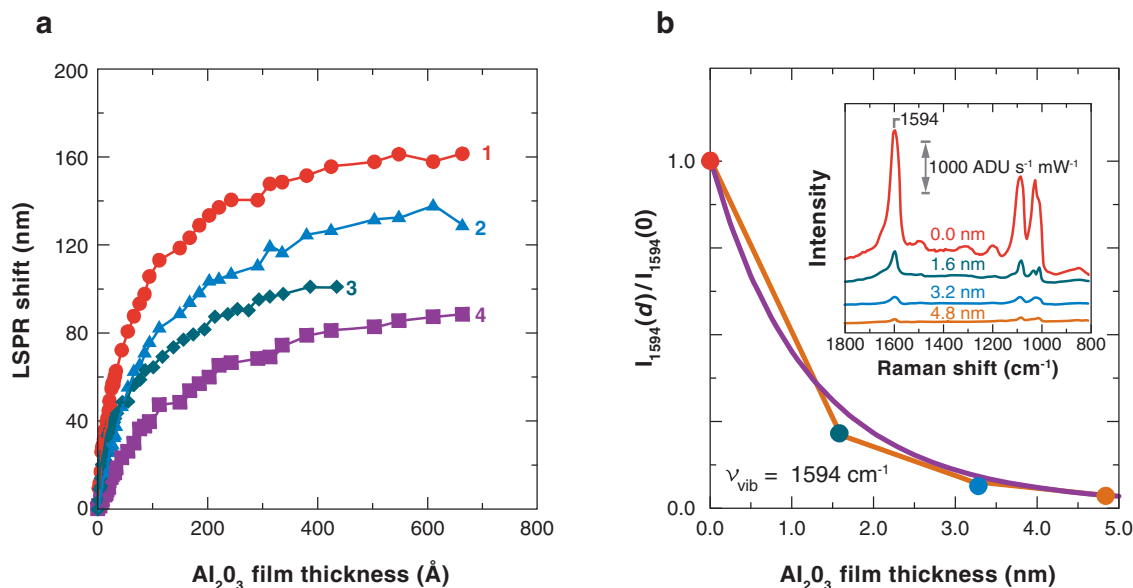 a
200
160
120
80
40
0
LSPR shift (nm)
1
2
3
4
0
200
400
600
800
Al₂0₃ film thickness (Å)
b
1.0
0.0
I₁₅₉₄(d) / I₁₅₉₄(0)
1594
1000 ADU s⁻¹ mW⁻¹
Intensity
0.0 nm
1.6 nm
3.2 nm
4.8 nm
1800
1600
1400
1200
1000
800
Raman shift (cm⁻¹)
𝜈vib = 1594 cm⁻¹
0.0
1.0
2.0
3.0
4.0
5.0
Al₂0₃ film thickness (nm)